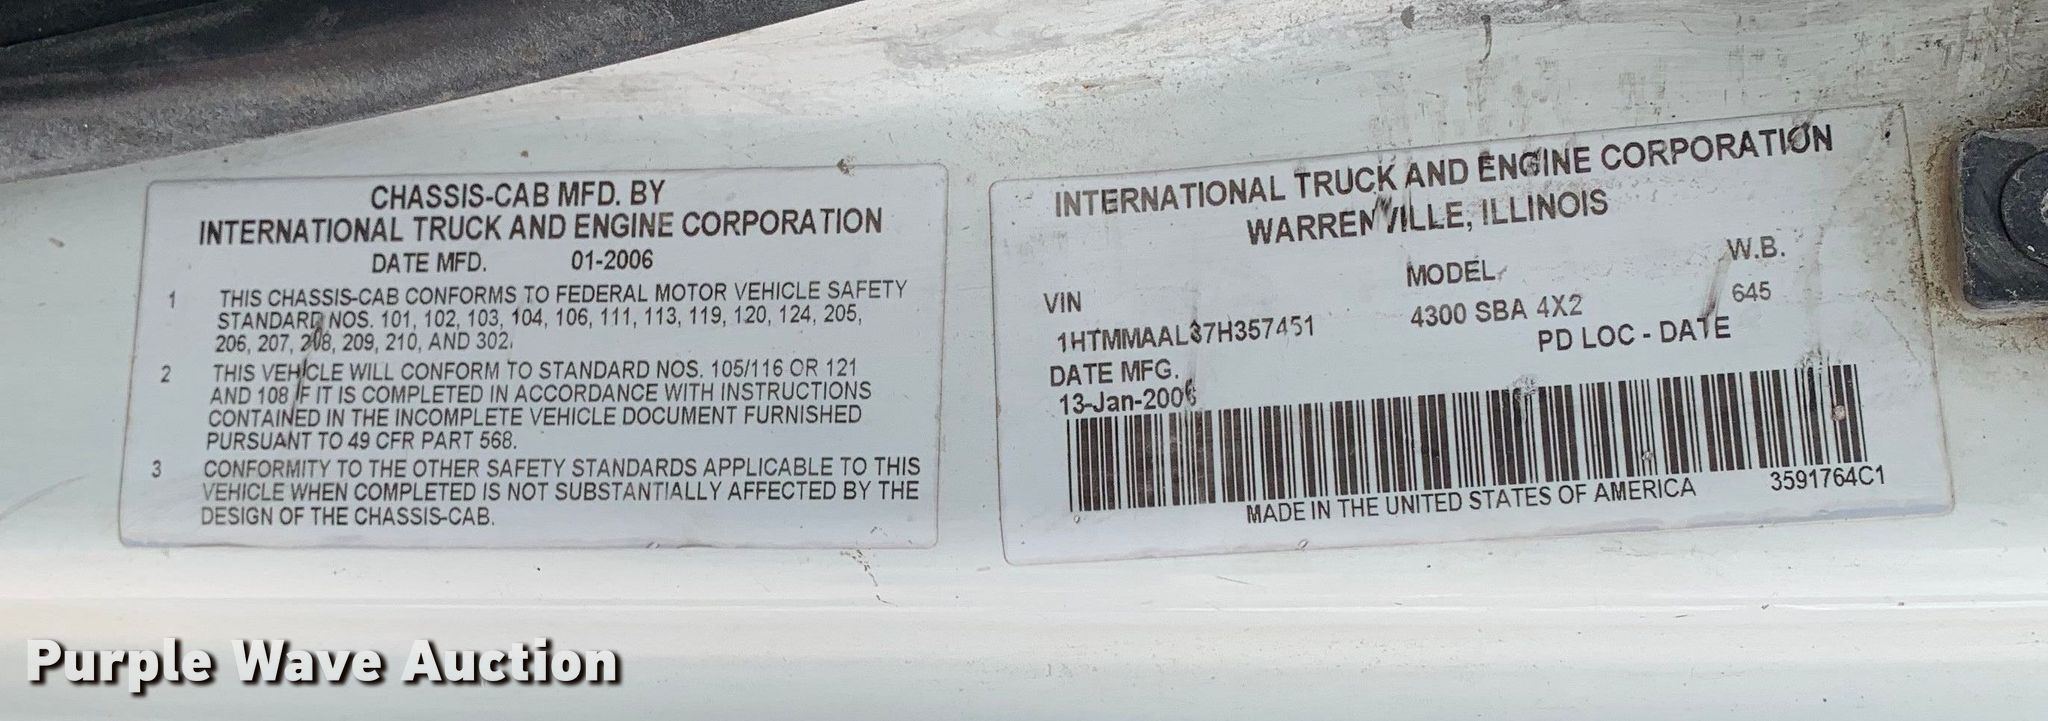 CHASSIS-CAB MFD. BY
INTERNATIONAL TRUCK AND ENGINE CORPORATION
DATE MFD. 01-2006
1 THIS CHASSIS-CAB CONFORMS TO FEDERAL MOTOR VEHICLE SAFETY
STANDARD NOS. 101, 102, 103, 104, 106, 111, 113, 119, 120, 124, 205,
206, 207, 208, 209, 210, AND 302.
2 THIS VEHICLE WILL CONFORM TO STANDARD NOS. 105/116 OR 121
AND 108 IF IT IS COMPLETED IN ACCORDANCE WITH INSTRUCTIONS
CONTAINED IN THE INCOMPLETE VEHICLE DOCUMENT FURNISHED
PURSUANT TO 49 CFR PART 568.
3 CONFORMITY TO THE OTHER SAFETY STANDARDS APPLICABLE TO THIS
VEHICLE WHEN COMPLETED IS NOT SUBSTANTIALLY AFFECTED BY THE
DESIGN OF THE CHASSIS-CAB.
INTERNATIONAL TRUCK AND ENGINE CORPORATION
WARRENVILLE, ILLINOIS
VIN MODEL W.B.
1HTMMAAL37H357451 4300 SBA 4X2 645
DATE MFG. PD LOC - DATE
13-Jan-2006
3591764C1
MADE IN THE UNITED STATES OF AMERICA
Purple Wave Auction